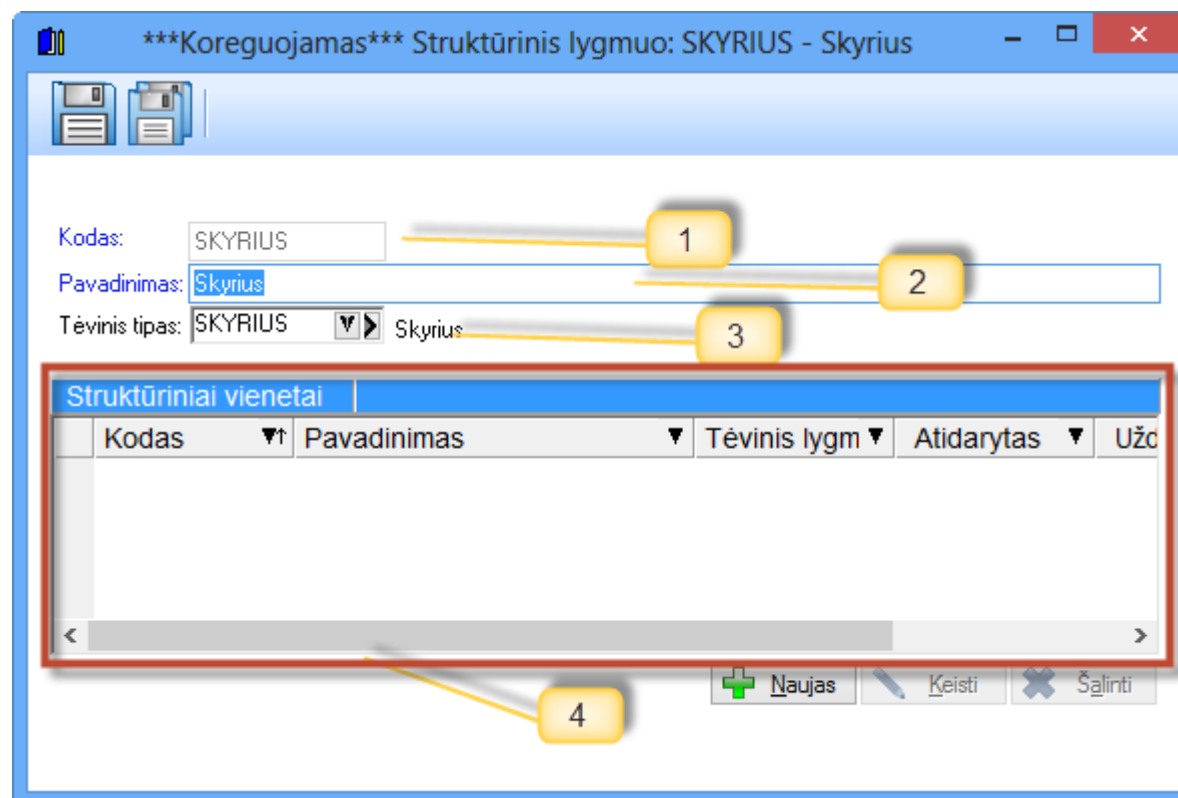 ***Koreguojamas*** Struktūrinis lygmuo: SKYRIUS - Skyrius
Kodas: SKYRIUS 1
Pavadinimas: Skyrius 2
Tėvinis tipas: SKYRIUS Skyrius 3
Struktūriniai vienetai
Kodas Pavadinimas Tėvinis lygm Atidarytas Užd
Naujas Keisti Šalinti
4